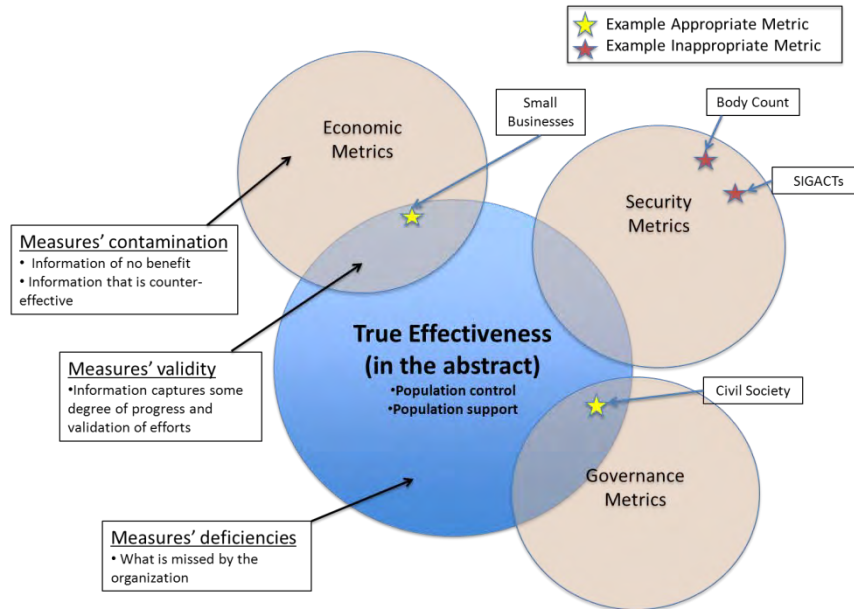 Example Appropriate Metric
Example Inappropriate Metric
Small
Businesses
Body Count
Economic
Metrics
SIGACTs
Security
Metrics
Measures' contamination
• Information of no benefit
• Information that is counter-
effective
True Effectiveness
(in the abstract)
•Population control
•Population support
Measures' validity
•Information captures some
degree of progress and
validation of efforts
Civil Society
Governance
Metrics
Measures' deficiencies
• What is missed by the
organization